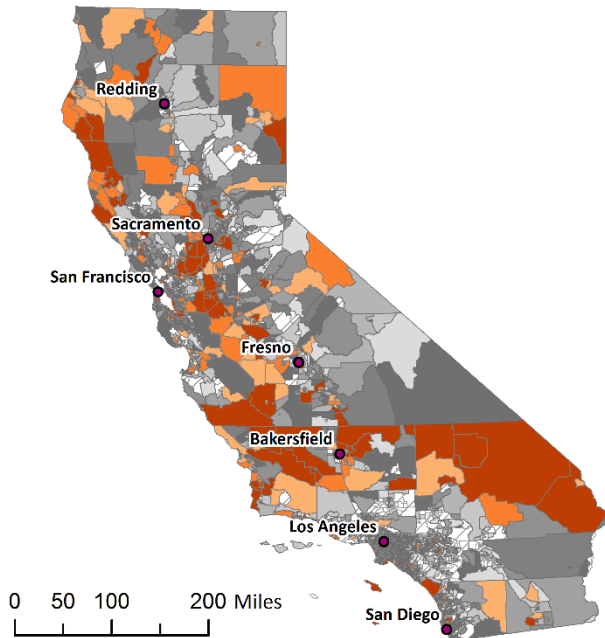 Redding
Sacramento
San Francisco
Fresno
Bakersfield
Los Angeles
San Diego
0 50 100 200 Miles